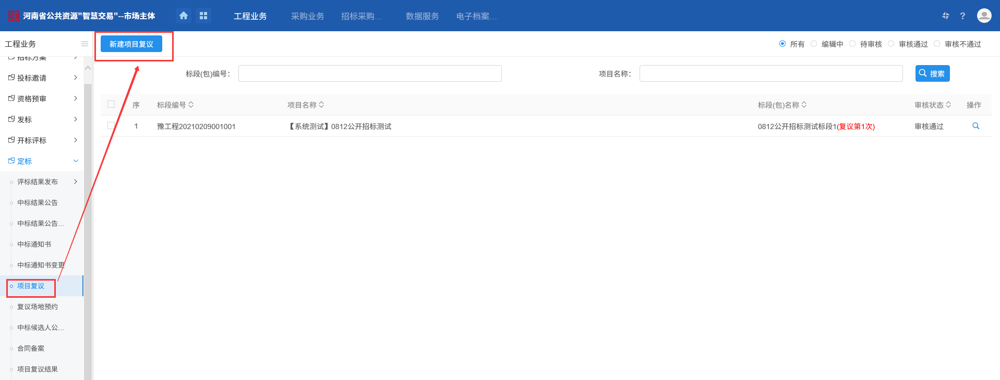 河南省公共资源"智慧交易"--市场主体
工程业务
采购业务
招标采购...
数据服务
电子档案...
?
工程业务
新建项目复议
所有 编辑中 待审核 审核通过 审核不通过
招标方案
投标邀请
资格预审
发标
开标评标
定标
评标结果发布
中标结果公告
中标结果公告...
中标通知书
中标通知书变更
项目复议
复议场地预约
中标候选人公...
合同备案
项目复议结果
标段(包)编号：
项目名称：
搜索
序 标段编号 项目名称 标段(包)名称 审核状态 操作
1 豫工程20210209001001 【系统测试】0812公开招标测试 0812公开招标测试标段1(复议第1次) 审核通过